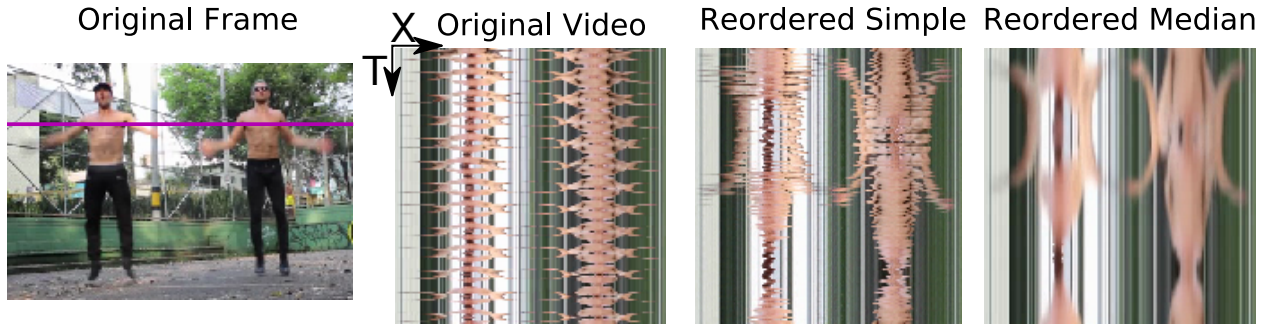 Original Frame
X Original Video
T
Reordered Simple
Reordered Median